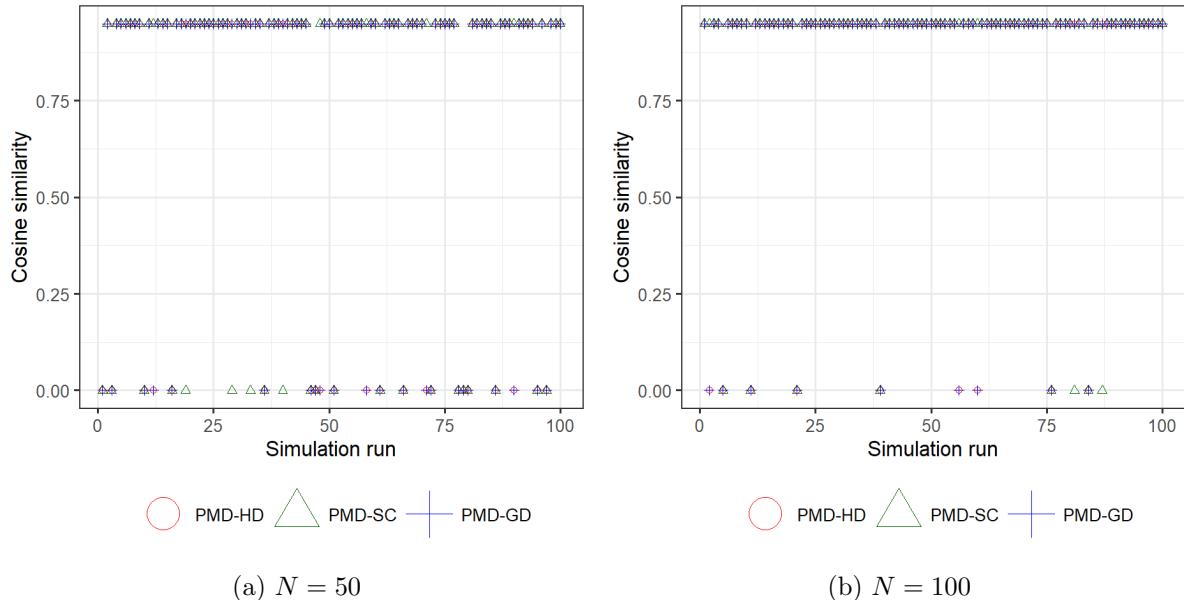 Cosine similarity
0.75
0.50
0.25
0.00
0 25 50 75 100
Simulation run
PMD-HD PMD-SC PMD-GD
(a) N = 50
Cosine similarity
0.75
0.50
0.25
0.00
0 25 50 75 100
Simulation run
PMD-HD PMD-SC PMD-GD
(b) N = 100